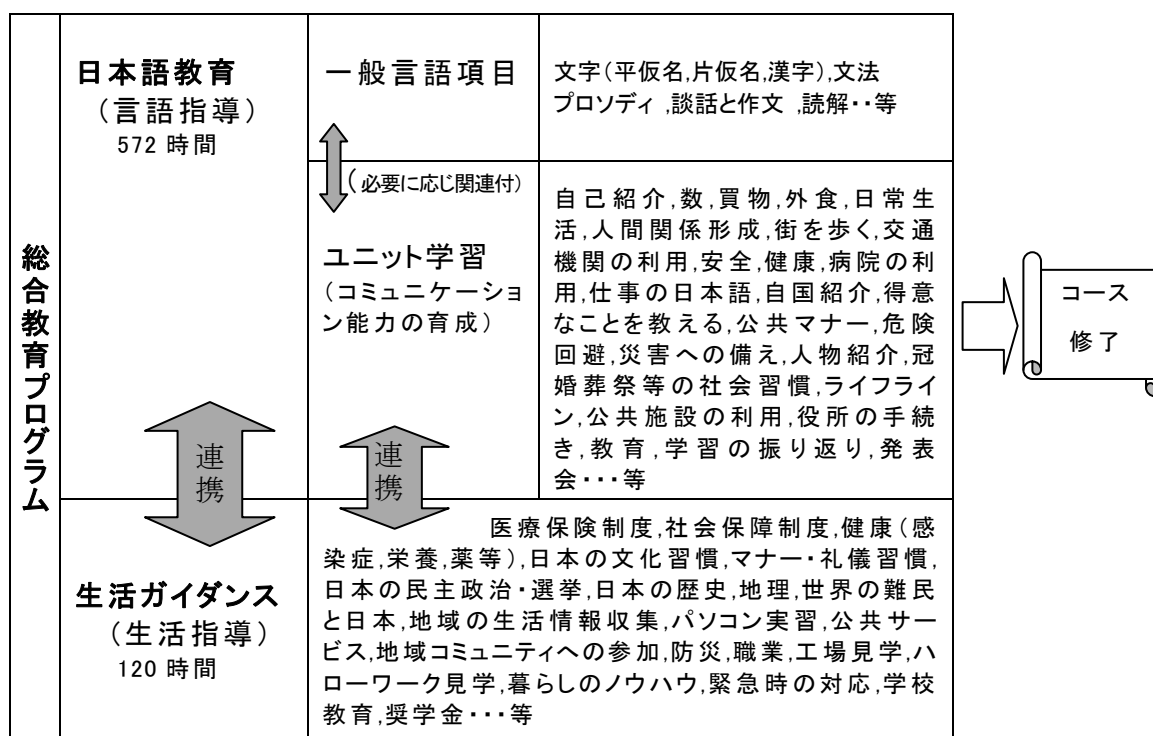 総合教育プログラム
日本語教育
（言語指導）
572 時間
一般言語項目
文字（平仮名,片仮名,漢字）,文法
プロソディ ,談話と作文 ,読解・・等
（必要に応じ関連付）
ユニット学習
（コミュニケーショ
ン能力の育成）
自己紹介,数,買物,外食,日常生
活,人間関係形成,街を歩く,交通
機関の利用,安全,健康,病院の利
用,仕事の日本語,自国紹介,得意
なことを教える,公共マナー,危険
回避,災害への備え,人物紹介,冠
婚葬祭等の社会習慣,ライフライ
ン,公共施設の利用,役所の手続
き,教育,学習の振り返り,発表
会・・・等
連携
連携
生活ガイダンス
（生活指導）
120 時間
医療保険制度,社会保障制度,健康（感
染症,栄養,薬等）,日本の文化習慣,マナー・礼儀習慣,
日本の民主政治・選挙,日本の歴史,地理,世界の難民
と日本,地域の生活情報収集,パソコン実習,公共サー
ビス,地域コミュニティへの参加,防災,職業,工場見学,ハ
ローワーク見学,暮らしのノウハウ,緊急時の対応,学校
教育,奨学金・・・等
コース
修了